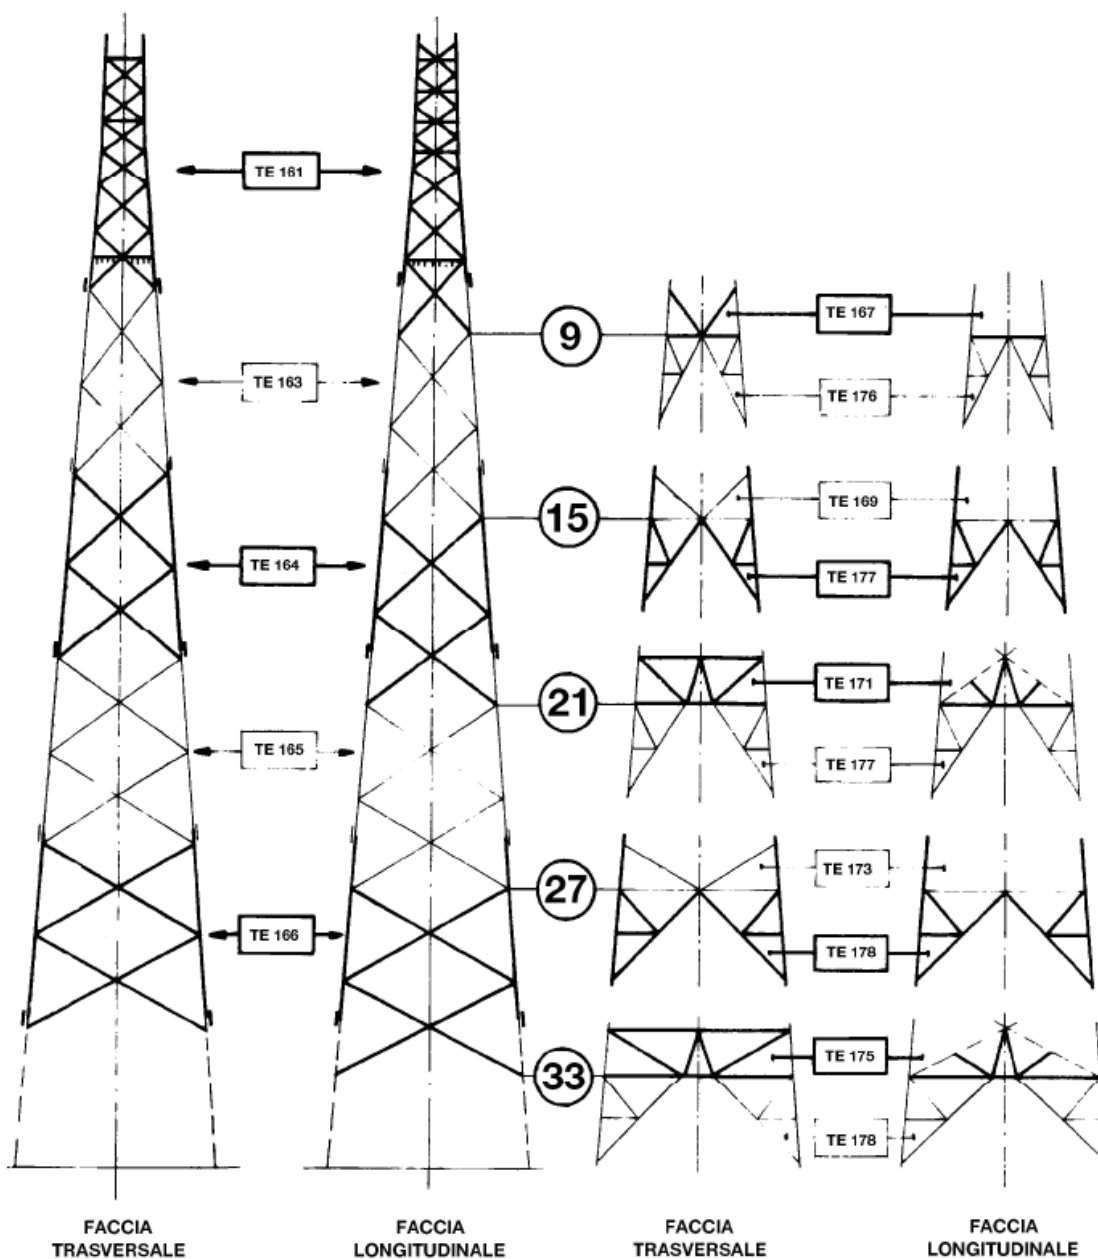 TE 161
9
TE 167
TE 163
TE 176
15
TE 169
TE 164
TE 177
21
TE 171
TE 165
TE 177
27
TE 173
TE 166
TE 178
33
TE 175
TE 178
FACCIA
TRASVERSALE
FACCIA
LONGITUDINALE
FACCIA
TRASVERSALE
FACCIA
LONGITUDINALE